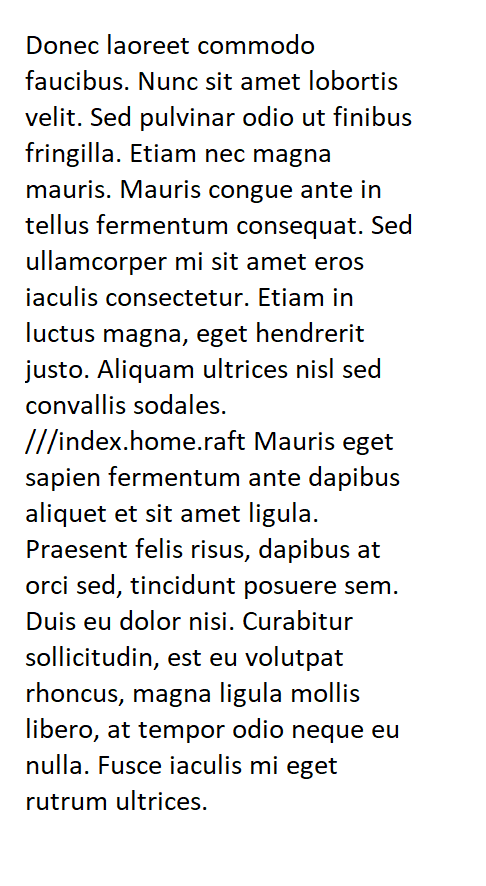 Donec laoreet commodo
faucibus. Nunc sit amet lobortis
velit. Sed pulvinar odio ut finibus
fringilla. Etiam nec magna
mauris. Mauris congue ante in
tellus fermentum consequat. Sed
ullamcorper mi sit amet eros
iaculis consectetur. Etiam in
luctus magna, eget hendrerit
justo. Aliquam ultrices nisl sed
convallis sodales.
///index.home.raft Mauris eget
sapien fermentum ante dapibus
aliquet et sit amet ligula.
Praesent felis risus, dapibus at
orci sed, tincidunt posuere sem.
Duis eu dolor nisi. Curabitur
sollicitudin, est eu volutpat
rhoncus, magna ligula mollis
libero, at tempor odio neque eu
nulla. Fusce iaculis mi eget
rutrum ultrices.